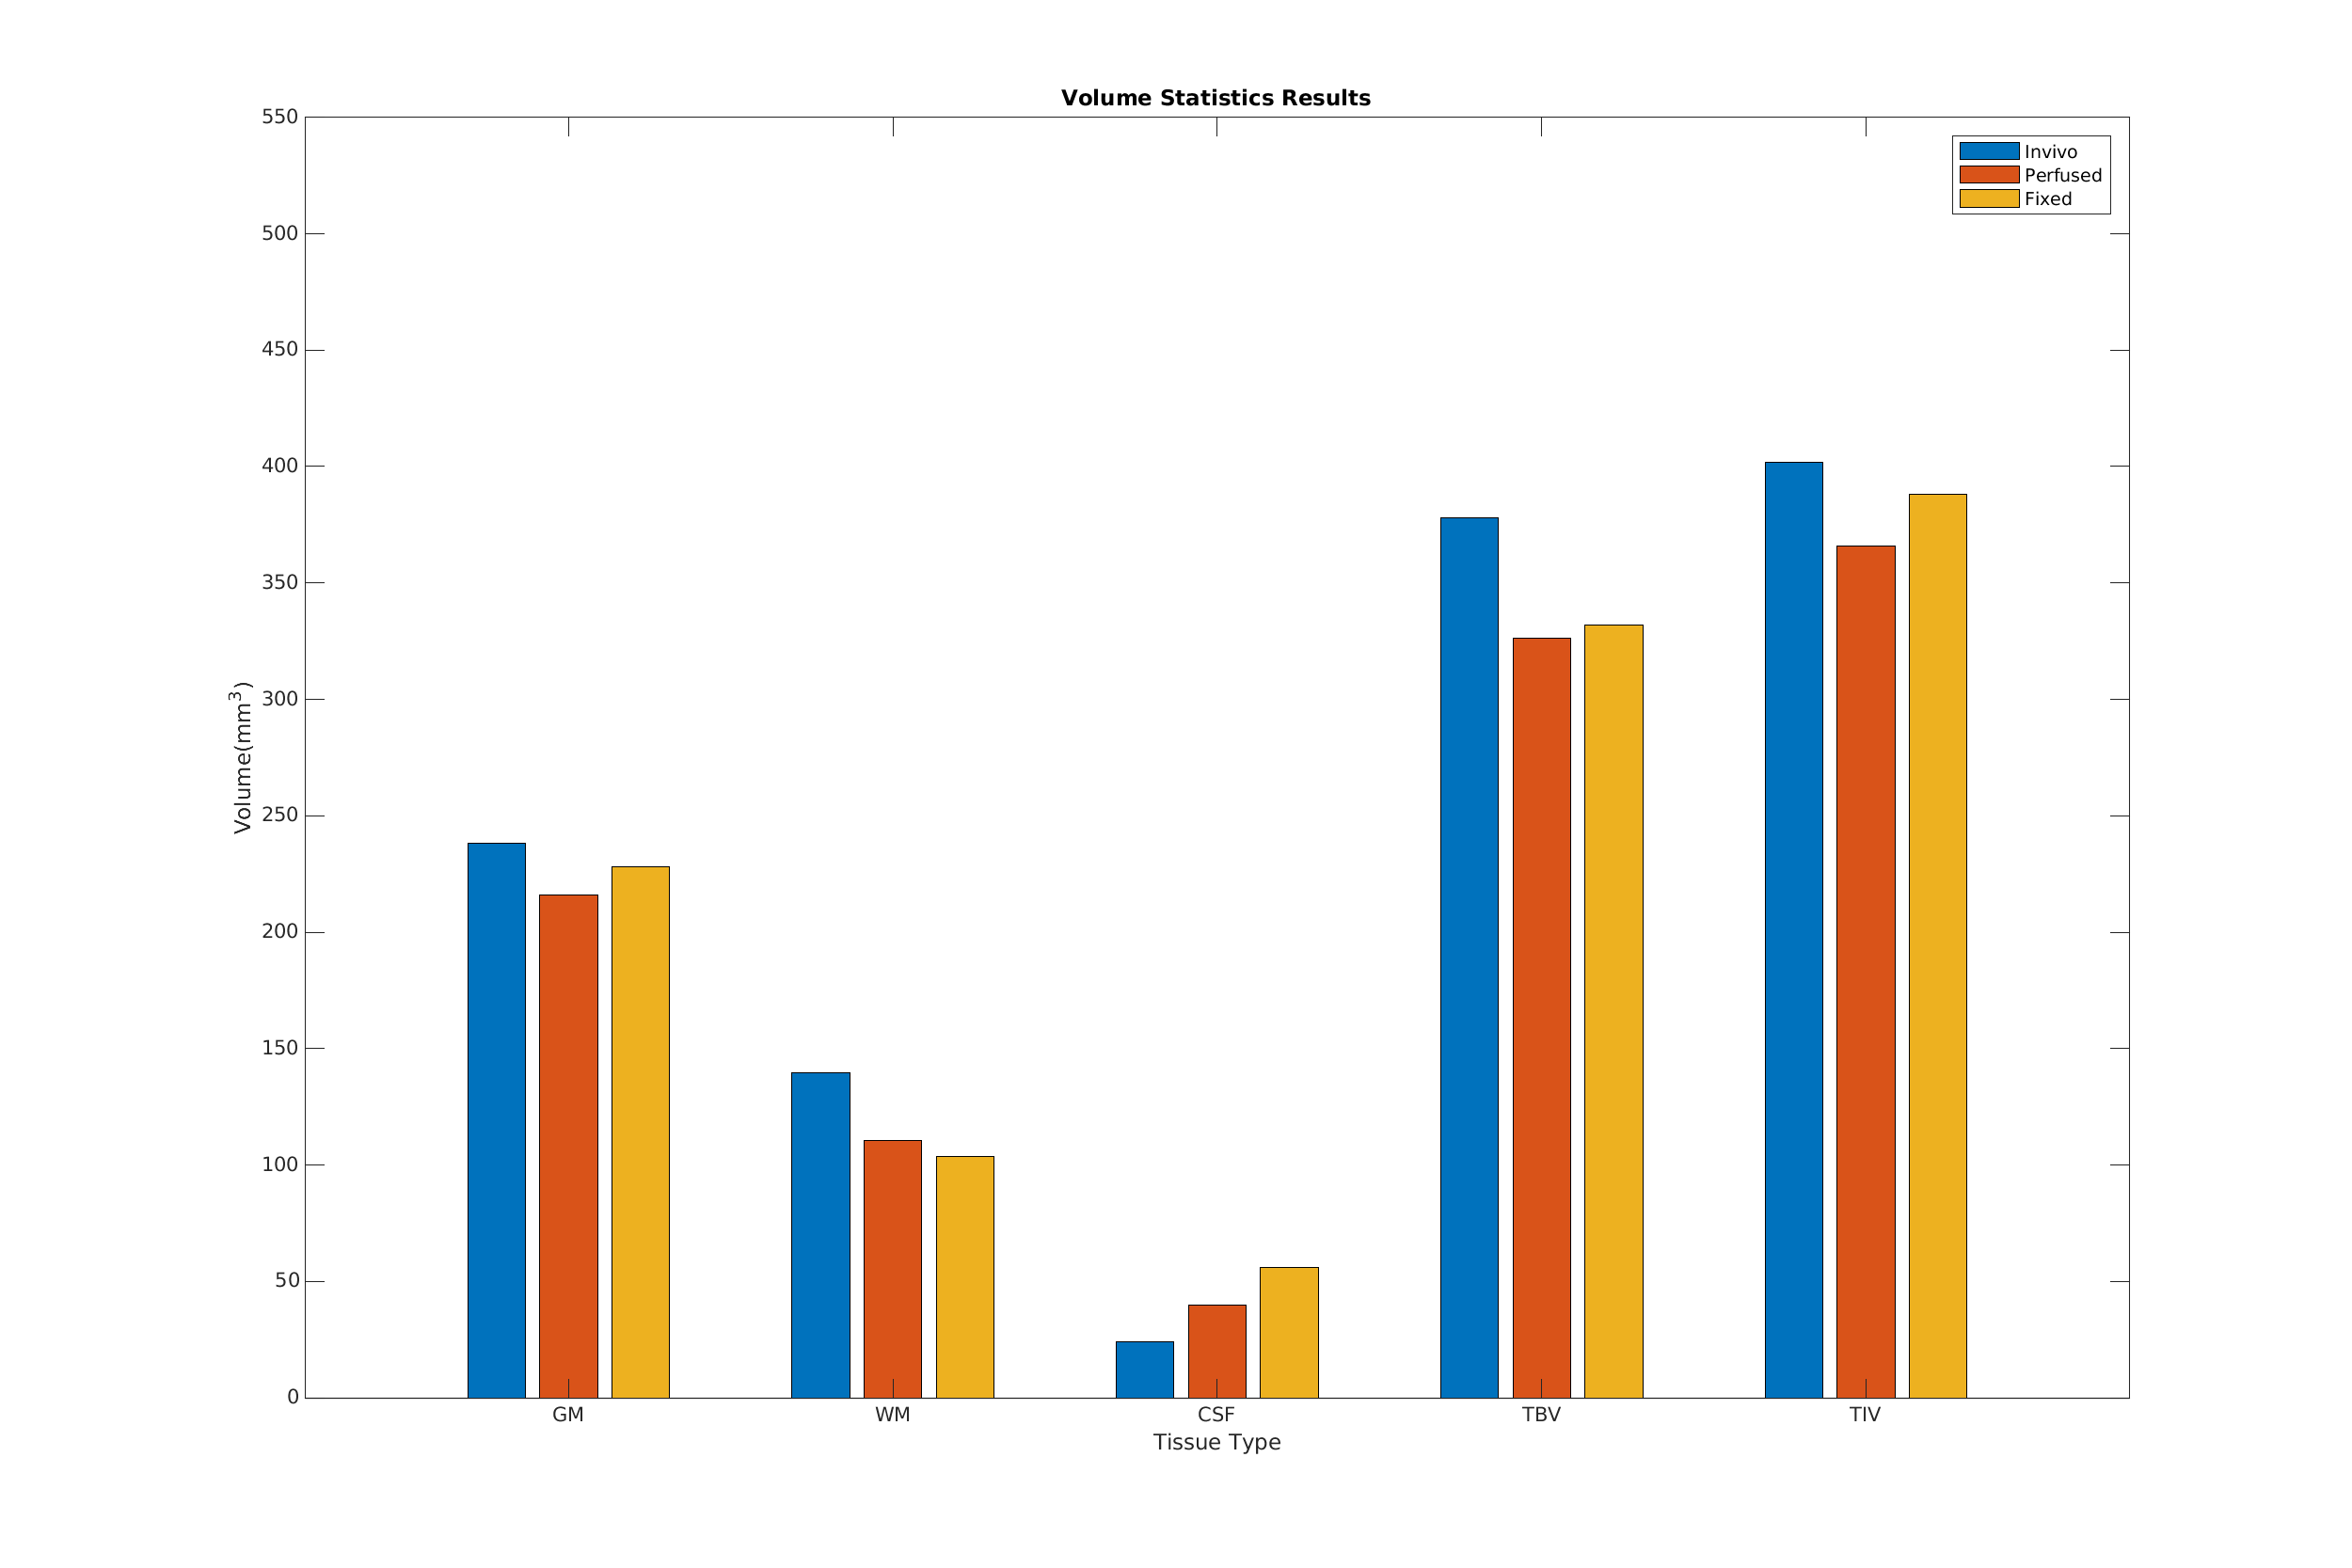 Volume Statistics Results
550
500
450
400
350
300
250
200
150
100
50
0
Volume(mm³)
Invivo
Perfused
Fixed
GM WM CSF TBV TIV
Tissue Type